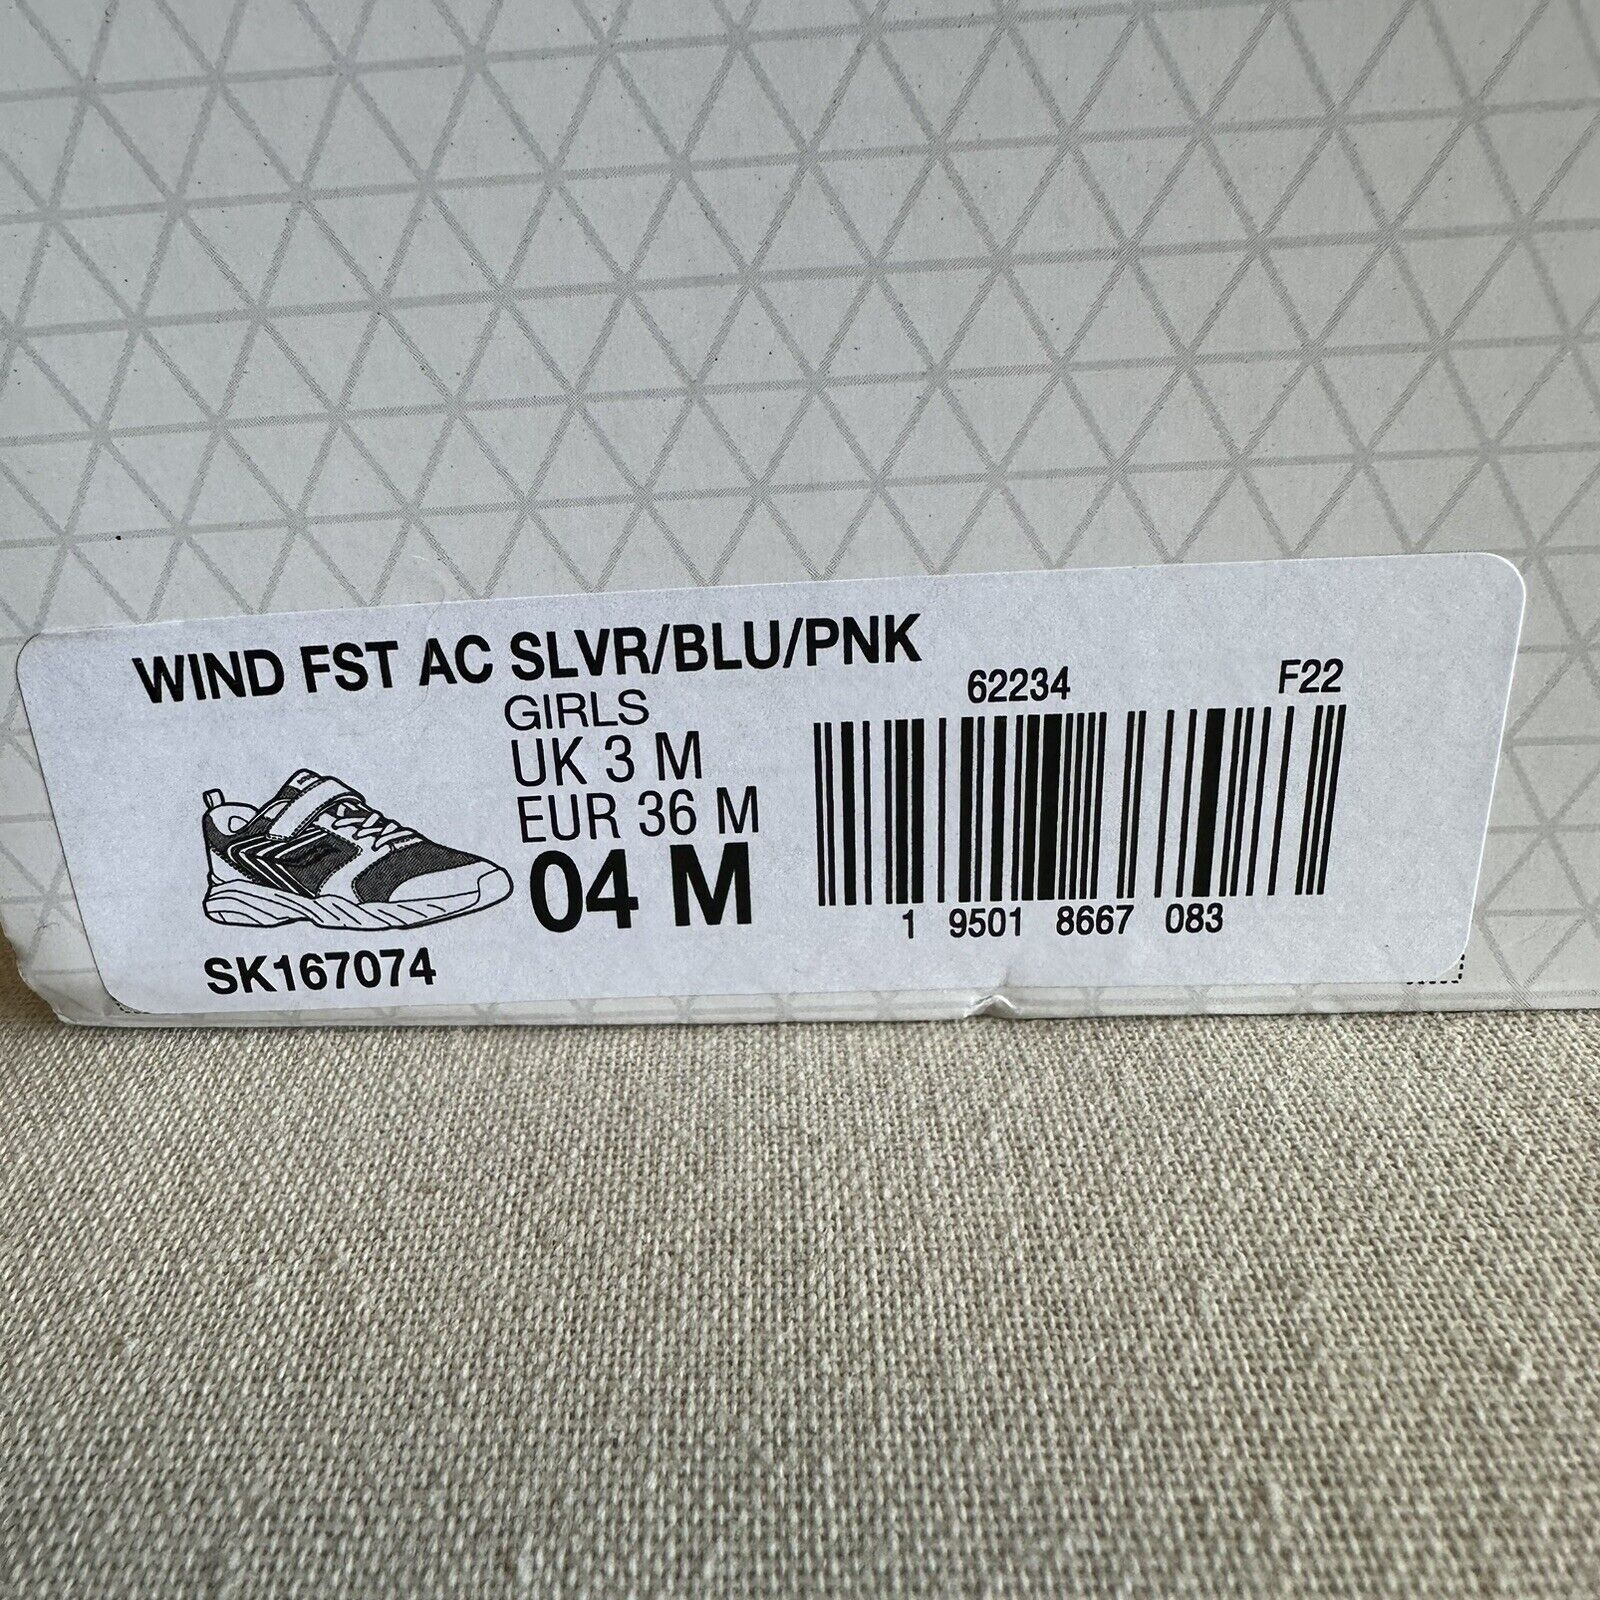 WIND FST AC SLVR/BLU/PNK
GIRLS
UK 3 M
EUR 36 M
04 M
SK167074
62234
F22
1 9501 8667 083